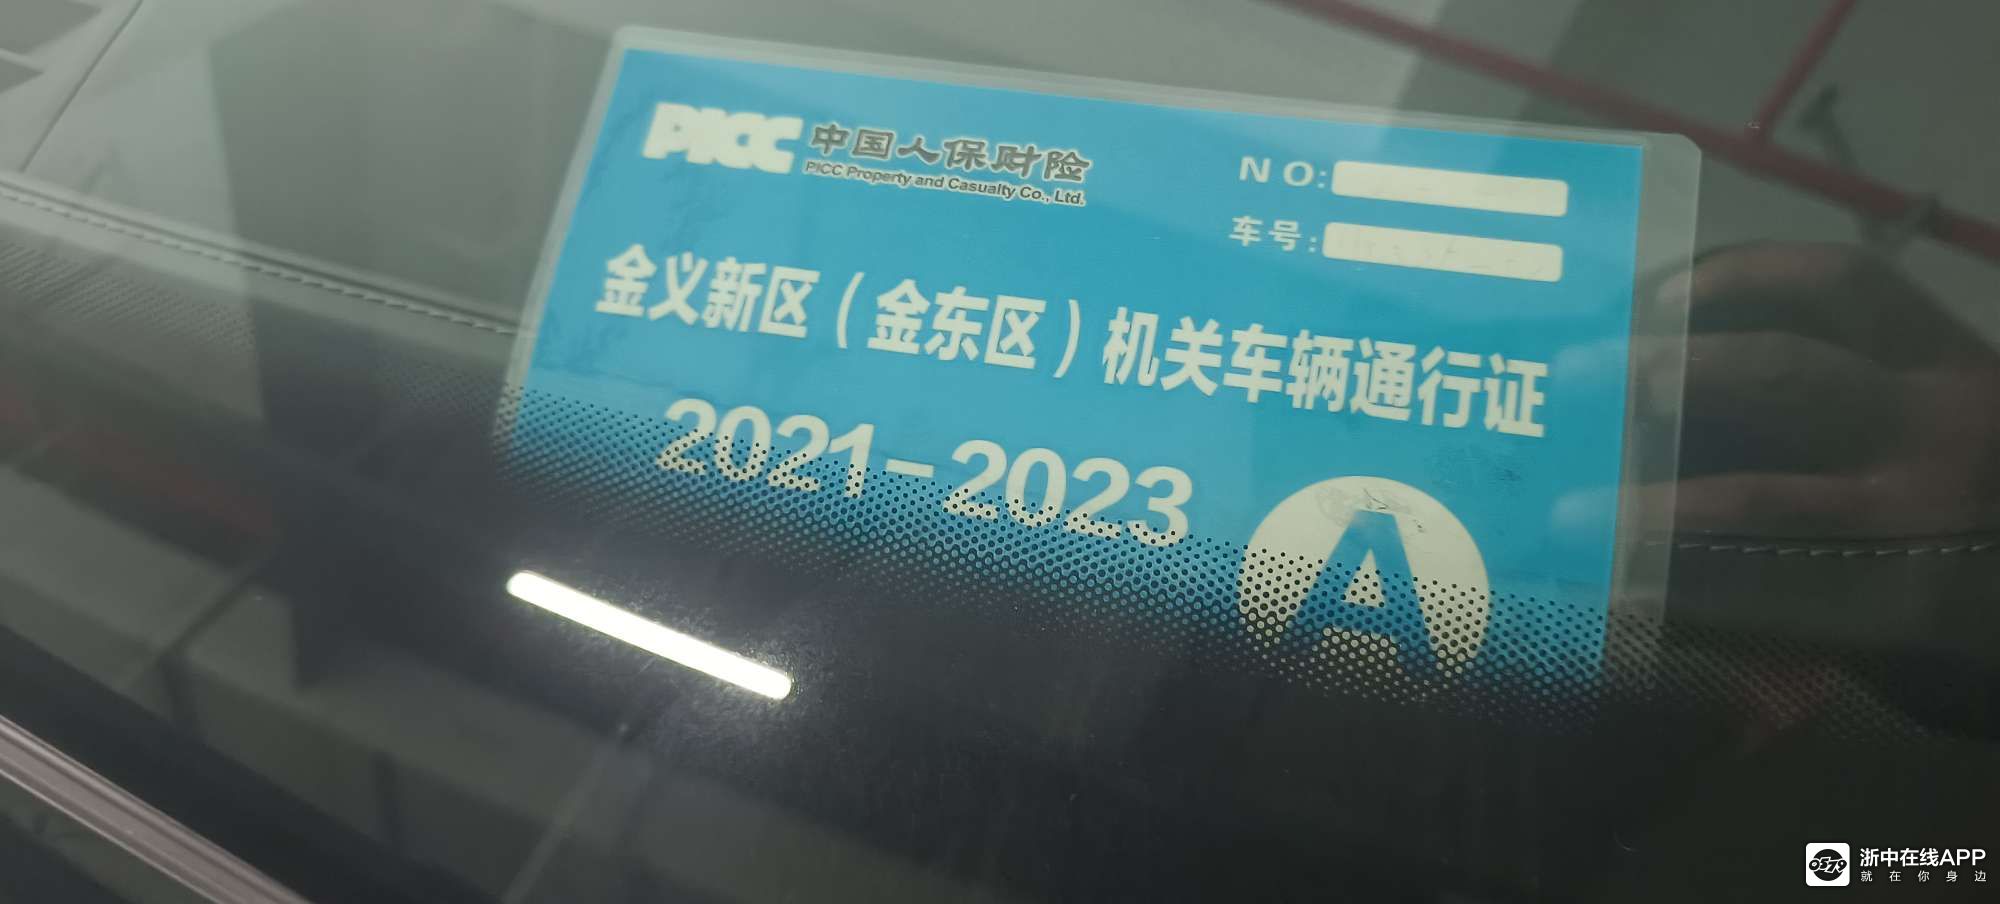 PICC 中国人保财险
PICC Property and Casualty Co., Ltd.
NO:
车号:
金义新区（金东区）机关车辆通行证
2021-2023
A
浙中在线APP
就在你身边